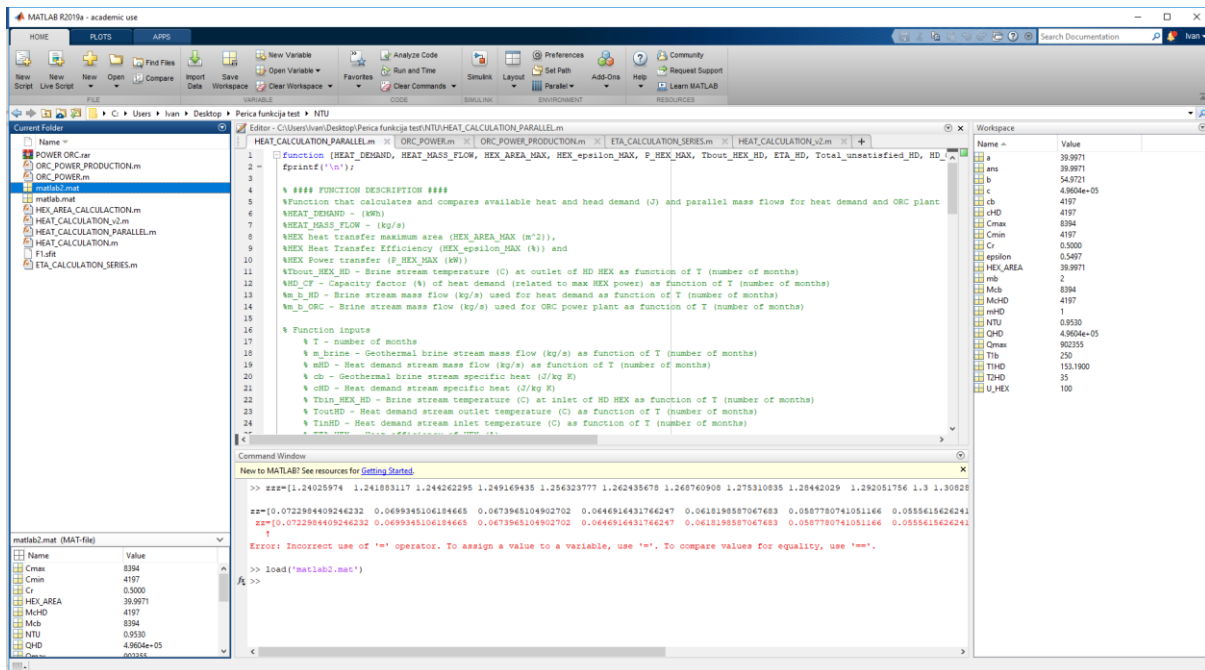 MATLAB R2019a - academic use
HOME PLOTS APPS
Search Documentation Ivan
New Script
New Live Script
New
Open
Find Files
Compare
Import Data
Save Workspace
New Variable
Open Variable
Clear Workspace
Favorites
Analyze Code
Run and Time
Clear Commands
Simulink
Layout
Preferences
Set Path
Parallel
Add-Ons
Help
Community
Request Support
Learn MATLAB
FILE VARIABLE CODE SIMULINK ENVIRONMENT RESOURCES
C: Users Ivan Desktop Perica funkcija test NTU
Current Folder
Name
POWER ORC.rar
ORC_POWER_PRODUCTION.m
ORC_POWER.m
matlab2.mat
matlab.mat
HEX_AREA_CALCULACTION.m
HEAT_CALCULATION_v2.m
HEAT_CALCULATION_PARALLEL.m
HEAT_CALCULATION.m
F1.sfit
ETA_CALCULATION_SERIES.m
matlab2.mat (MAT-file)
Name Value
Cmax 8394
Cmin 4197
Cr 0.5000
HEX_AREA 39.9971
McHD 4197
Mcb 8394
NTU 0.9530
QHD 4.9604e+05
Qmax 902355
Editor - C:\Users\Ivan\Desktop\Perica funkcija test\NTU\HEAT_CALCULATION_PARALLEL.m
HEAT_CALCULATION_PARALLEL.m ORC_POWER.m ORC_POWER_PRODUCTION.m ETA_CALCULATION_SERIES.m HEAT_CALCULATION_v2.m
1 function [HEAT_DEMAND, HEAT_MASS_FLOW, HEX_AREA_MAX, HEX_epsilon_MAX, P_HEX_MAX, Tbout_HEX_HD, ETA_HD, Total_unsatisfied_HD, HD_
2 fprintf('\n');
3
4 % #### FUNCTION DESCRIPTION ####
5 %Function that calculates and compares available heat and head demand (J) and parallel mass flows for heat demand and ORC plant
6 %HEAT_DEMAND - (kWh)
7 %HEAT_MASS_FLOW - (kg/s)
8 %HEX heat transfer maximum area (HEX_AREA_MAX (m^2)),
9 %HEX Heat Transfer Efficiency (HEX_epsilon_MAX (%)) and
10 %HEX Power transfer (P_HEX_MAX (kW))
11 %Tbout_HEX_HD - Brine stream temperature (C) at outlet of HD HEX as function of T (number of months)
12 %HD_CF - Capacity factor (%) of heat demand (related to max HEX power) as function of T (number of months)
13 %m_b_HD - Brine stream mass flow (kg/s) used for heat demand as function of T (number of months)
14 %m_b_ORC - Brine stream mass flow (kg/s) used for ORC power plant as function of T (number of months)
15
16 % Function inputs
17 % T - number of months
18 % m_brine - Geothermal brine stream mass flow (kg/s) as function of T (number of months)
19 % mHD - Heat demand stream mass flow (kg/s) as function of T (number of months)
20 % cb - Geothermal brine stream specific heat (J/kg K)
21 % cHD - Heat demand stream specific heat (J/kg K)
22 % Tbin_HEX_HD - Brine stream temperature (C) at inlet of HD HEX as function of T (number of months)
23 % ToutHD - Heat demand stream outlet temperature (C) as function of T (number of months)
24 % TinHD - Heat demand stream inlet temperature (C) as function of T (number of months)
Command Window
New to MATLAB? See resources for Getting Started.
>> zzz=[1.24025974 1.241883117 1.244262295 1.249169435 1.256323777 1.262435678 1.268760908 1.275310835 1.28442029 1.292051756 1.3 1.30828
zz=[0.0722984409246232 0.0699345106184665 0.0673965104902702 0.0646916431766247 0.0618198587067683 0.0587780741051166 0.0555615626241
zz=[0.0722984409246232 0.0699345106184665 0.0673965104902702 0.0646916431766247 0.0618198587067683 0.0587780741051166 0.0555615626241
↑
Error: Incorrect use of '=' operator. To assign a value to a variable, use '='. To compare values for equality, use '=='.
>> load('matlab2.mat')
fx >>
Workspace
Name Value
a 39.9971
ans 39.9971
b 54.9721
c 4.9604e+05
cb 4197
cHD 4197
Cmax 8394
Cmin 4197
Cr 0.5000
epsilon 0.5497
HEX_AREA 39.9971
mb 2
Mcb 8394
McHD 4197
mHD 1
NTU 0.9530
QHD 4.9604e+05
Qmax 902355
T1b 250
T1HD 153.1900
T2HD 35
U_HEX 100